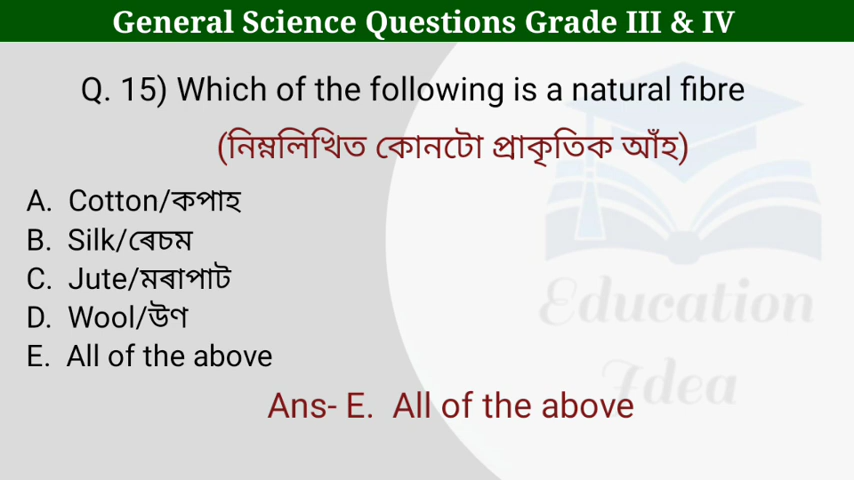 General Science Questions Grade III & IV
Q. 15) Which of the following is a natural fibre
(নিম্নলিখিত কোনটো প্ৰাকৃতিক আঁহ)
A. Cotton/কপাহ
B. Silk/ৰেচম
C. Jute/মৰাপাট
D. Wool/উণ
E. All of the above
Ans- E. All of the above
Education
Idea